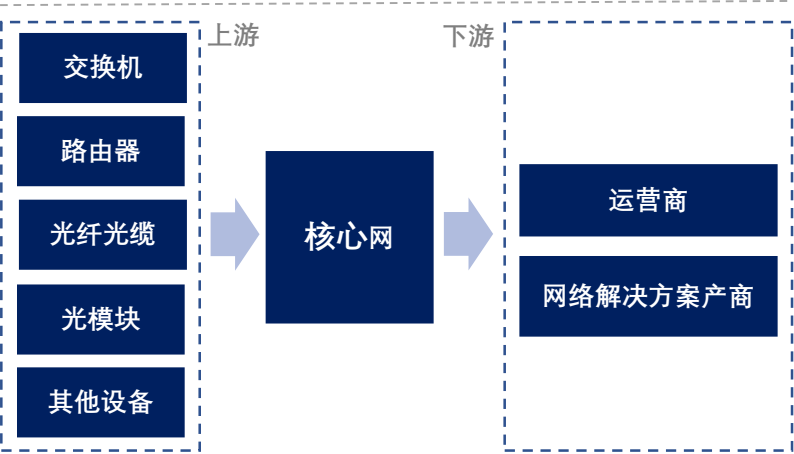 上游
交换机
路由器
光纤光缆
光模块
其他设备
核心网
下游
运营商
网络解决方案产商